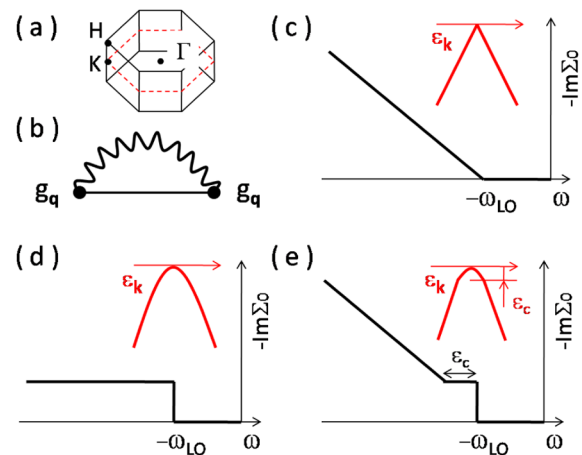 (a)
H
K
Γ
(b)
g_q g_q
(c)
ε_k
-ImΣ₀
-ω_LO ω
(d)
ε_k
-ImΣ₀
-ω_LO ω
(e)
ε_k
ε_c
ε_c
-ImΣ₀
-ω_LO ω